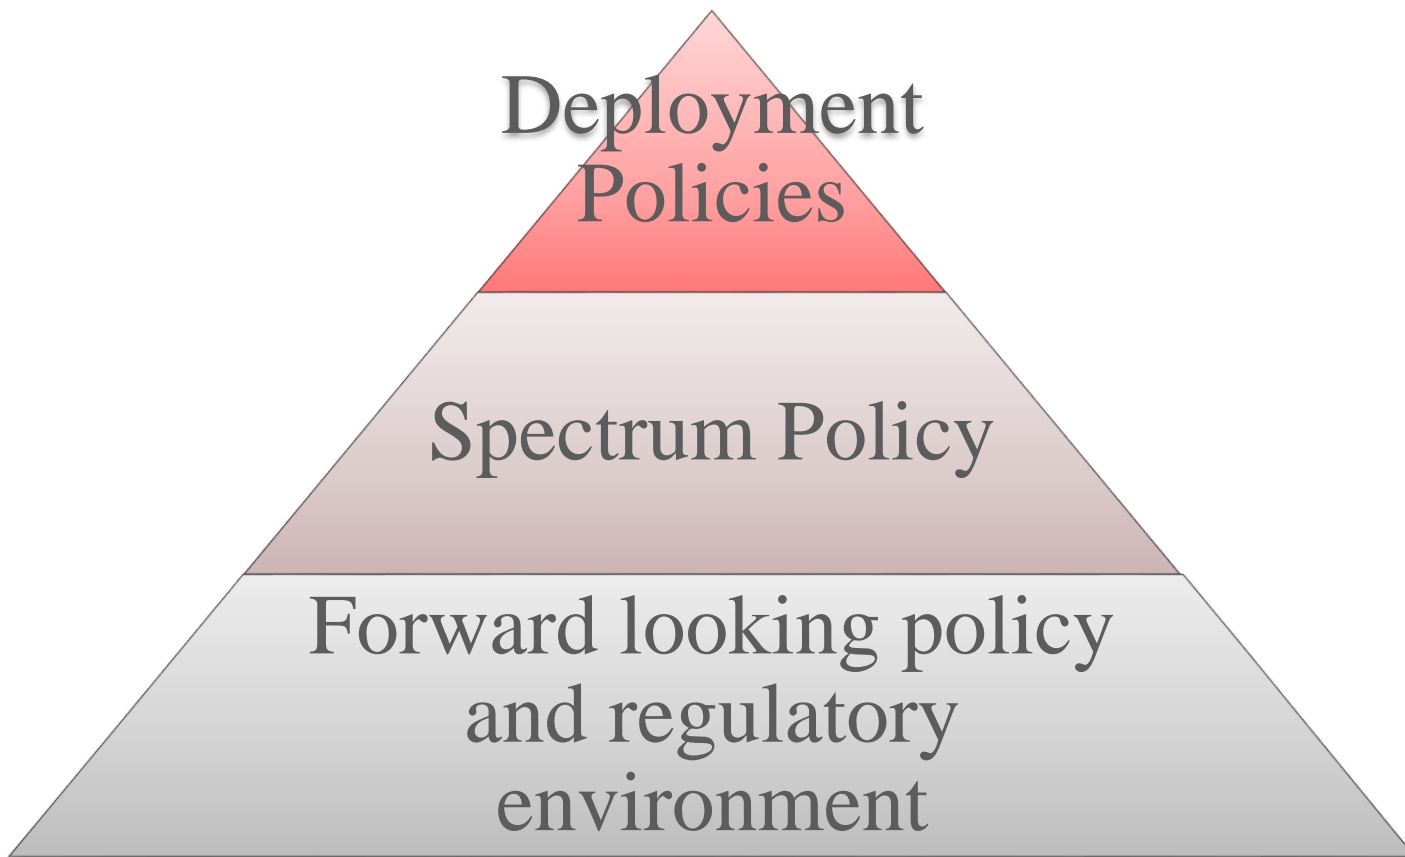 Deployment
Policies
Spectrum Policy
Forward looking policy
and regulatory
environment